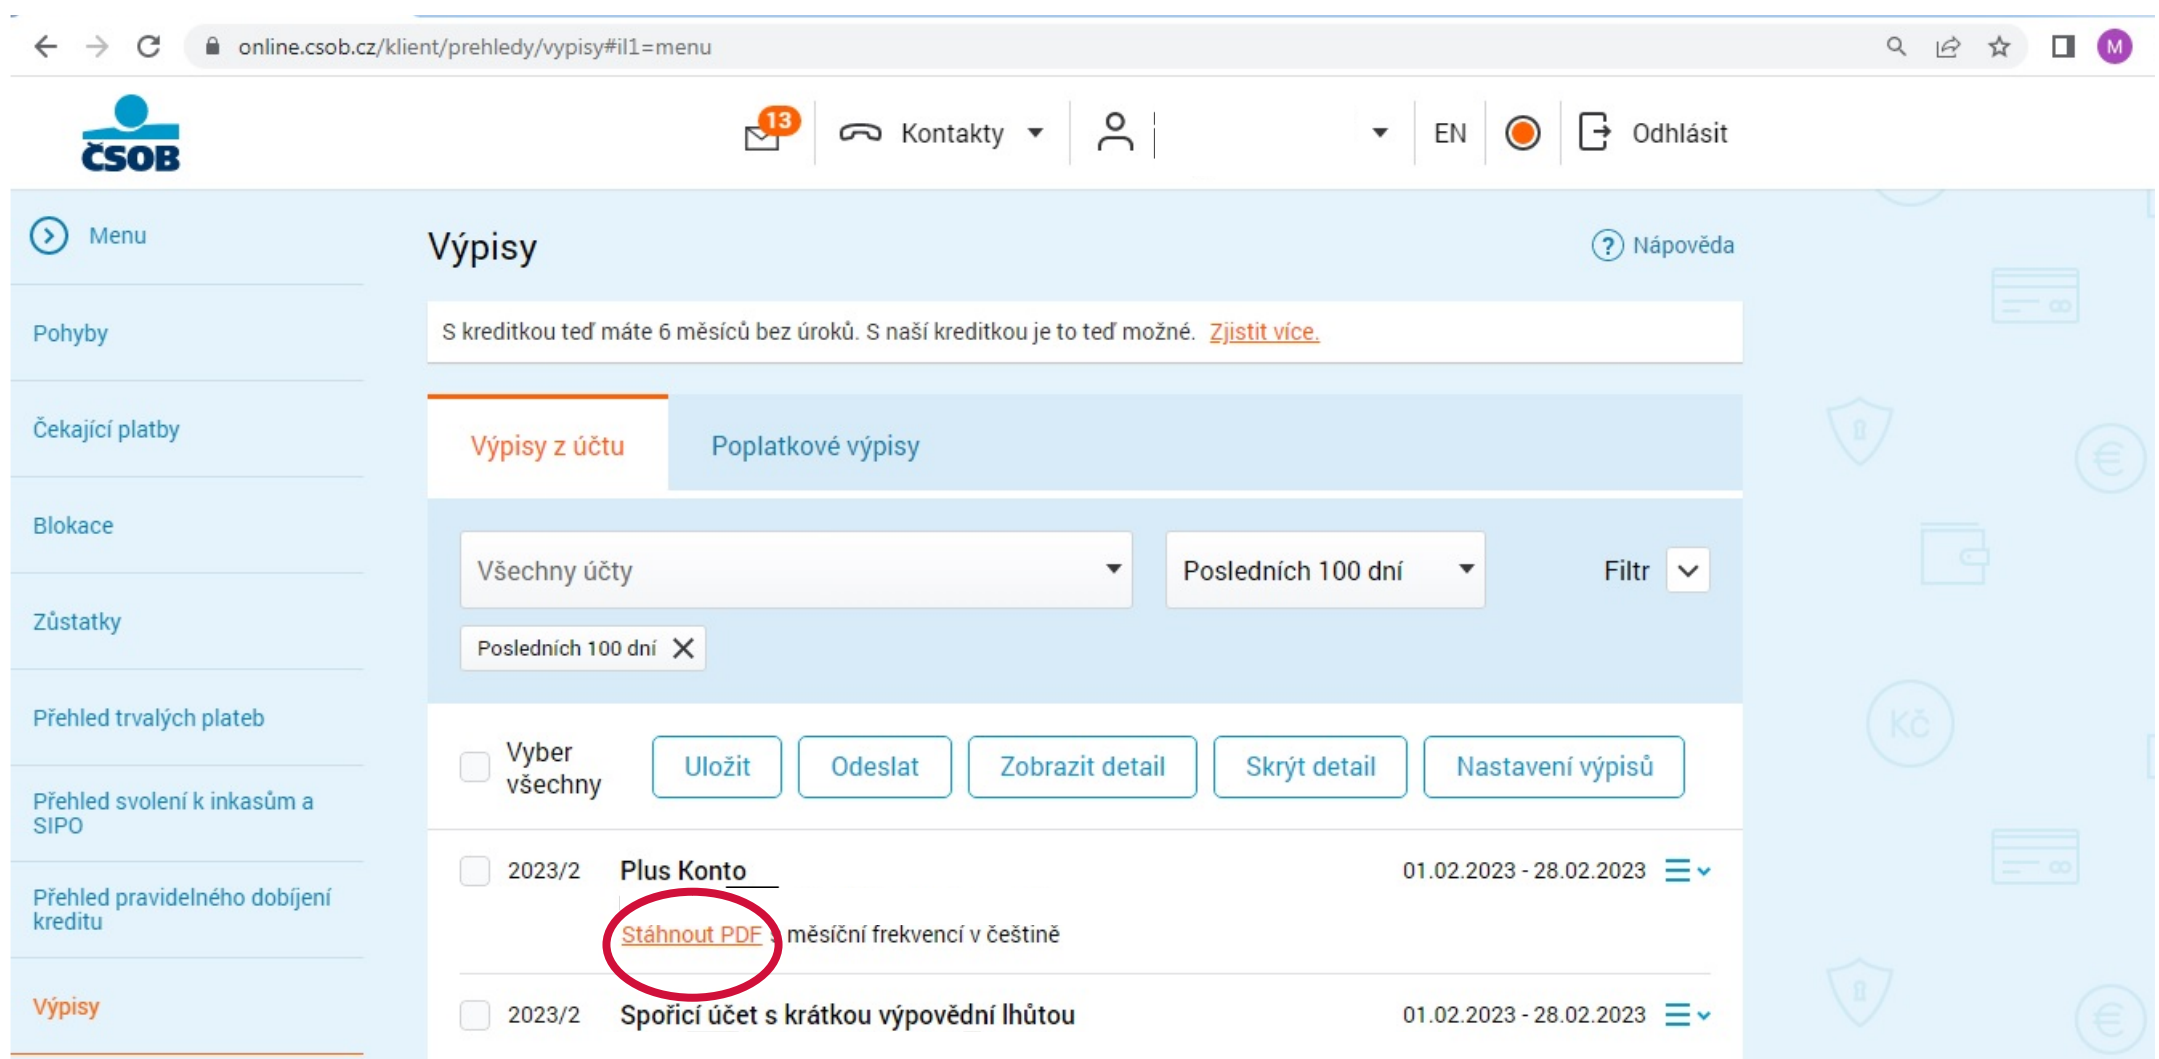 online.csob.cz/klient/prehledy/vypisy#il1=menu
M
ČSOB
13
Kontakty
EN
Odhlásit
Menu
Výpisy
Nápověda
Pohyby
S kreditkou teď máte 6 měsíců bez úroků. S naší kreditkou je to teď možné. Zjistit více.
Čekající platby
Výpisy z účtu
Poplatkové výpisy
Blokace
Všechny účty
Posledních 100 dní
Filtr
Zůstatky
Posledních 100 dní
Přehled trvalých plateb
Kč
Vyber
všechny
Uložit
Odeslat
Zobrazit detail
Skrýt detail
Nastavení výpisů
Přehled svolení k inkasům a
SIPO
2023/2
Plus Konto
01.02.2023 - 28.02.2023
Přehled pravidelného dobíjení
kreditu
Stáhnout PDF s měsíční frekvencí v češtině
Výpisy
2023/2
Spořicí účet s krátkou výpovědní lhůtou
01.02.2023 - 28.02.2023